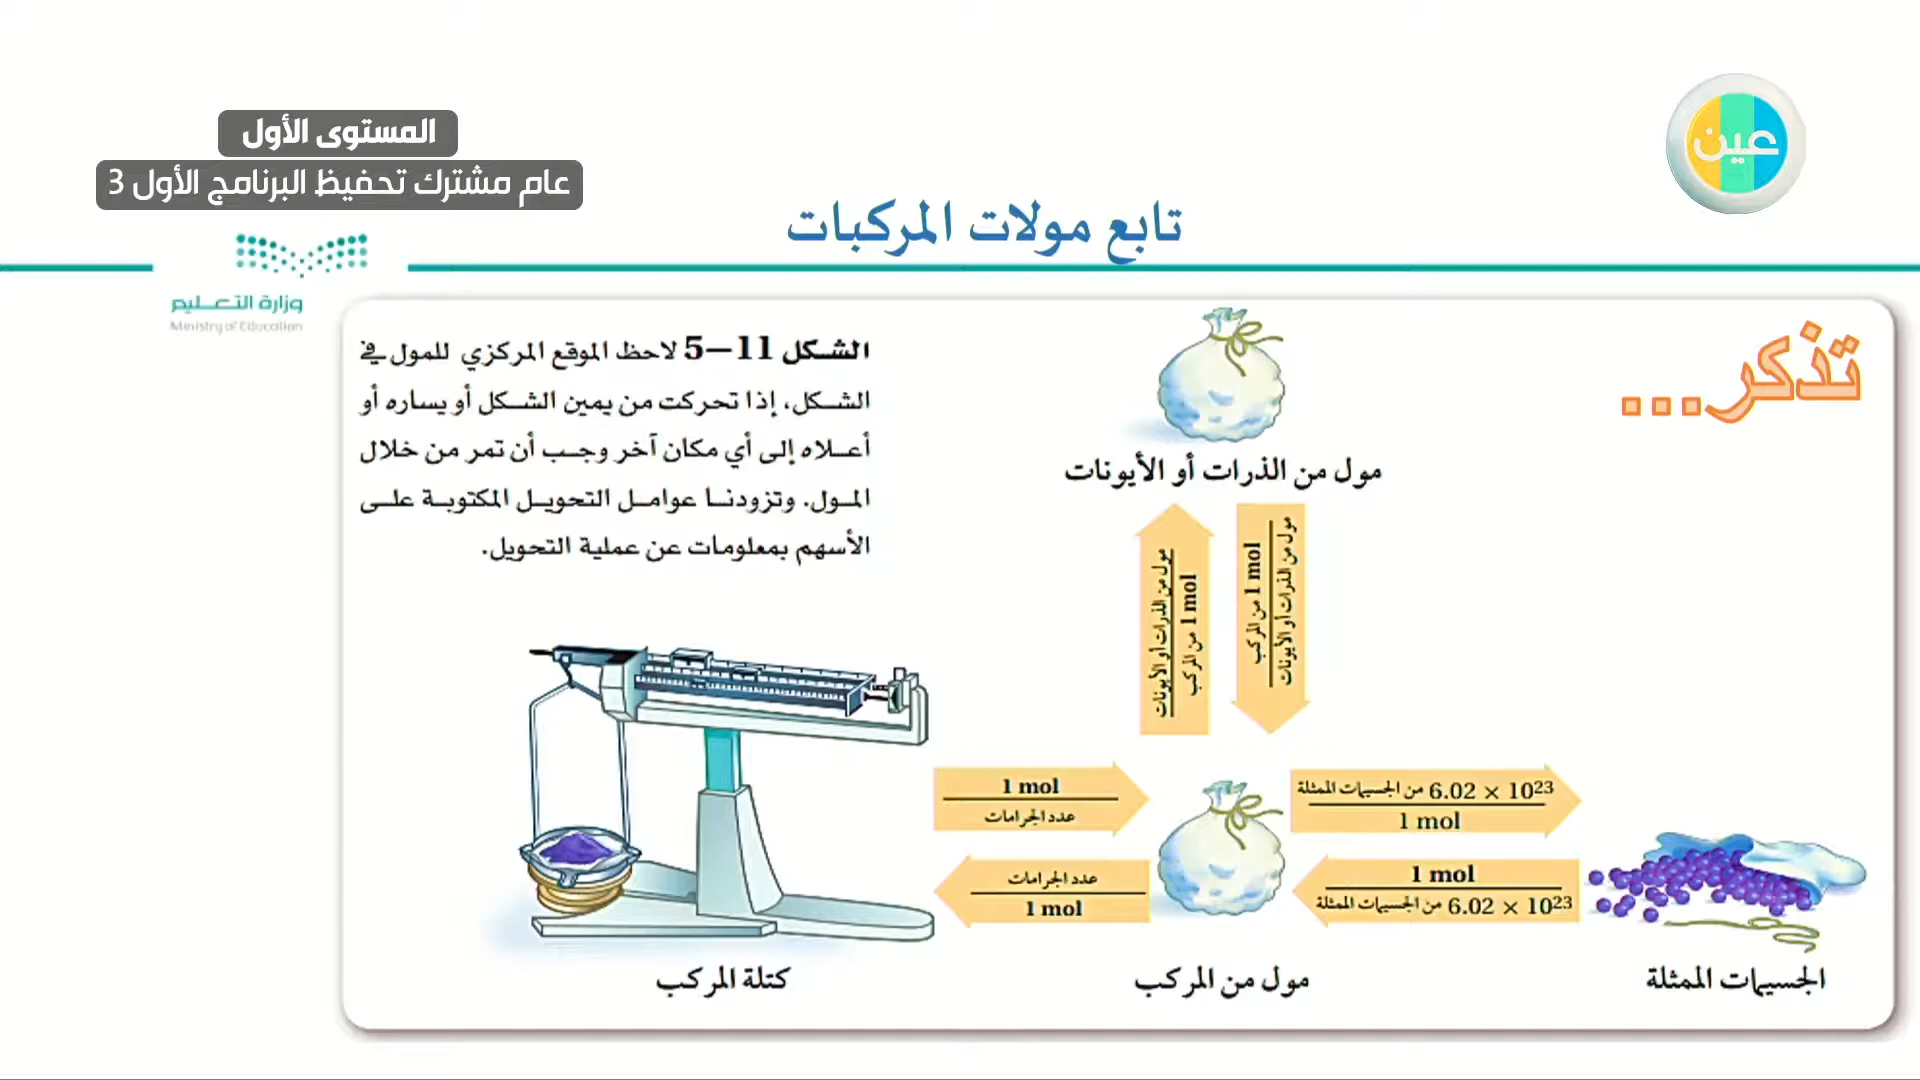 المستوى الأول
عام مشترك تحفيظ البرنامج الأول 3
عين
تابع مولات المركبات
وزارة التعليم
Ministry of Education
تذكر...
الشكل 11–5 لاحظ الموقع المركزي للمول في
الشكل، إذا تحركت من يمين الشكل أو يساره أو
أعلاه إلى أي مكان آخر وجب أن تمر من خلال
المول. وتزودنا عوامل التحويل المكتوبة على
الأسهم بمعلومات عن عملية التحويل.
مول من الذرات أو الأيونات
مول من الذرات أو الأيونات
1 mol من المركب
1 mol من المركب
مول من الذرات أو الأيونات
6.02 × 10²³ من الجسيمات الممثلة
1 mol
1 mol
عدد الجرامات
1 mol
6.02 × 10²³ من الجسيمات الممثلة
عدد الجرامات
1 mol
الجسيمات الممثلة
مول من المركب
كتلة المركب